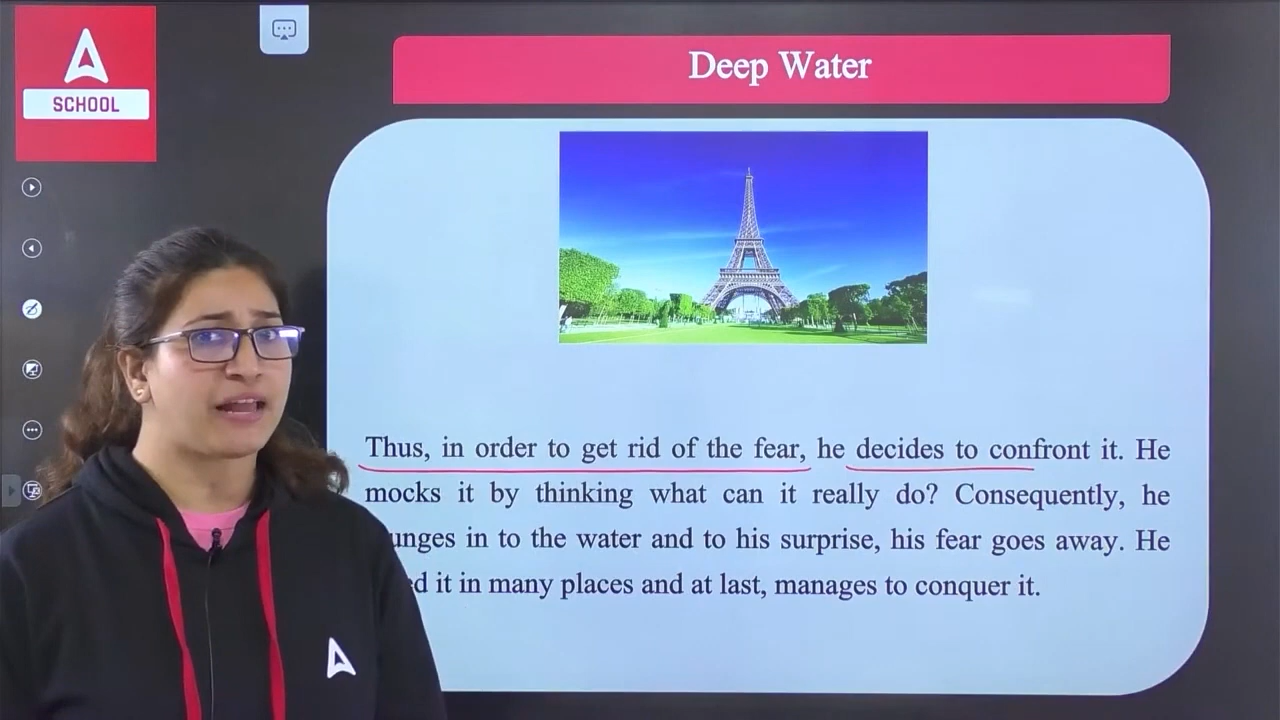 SCHOOL
Deep Water
Thus, in order to get rid of the fear, he decides to confront it. He
mocks it by thinking what can it really do? Consequently, he
in to the water and to his surprise, his fear goes away. He
it in many places and at last, manages to conquer it.